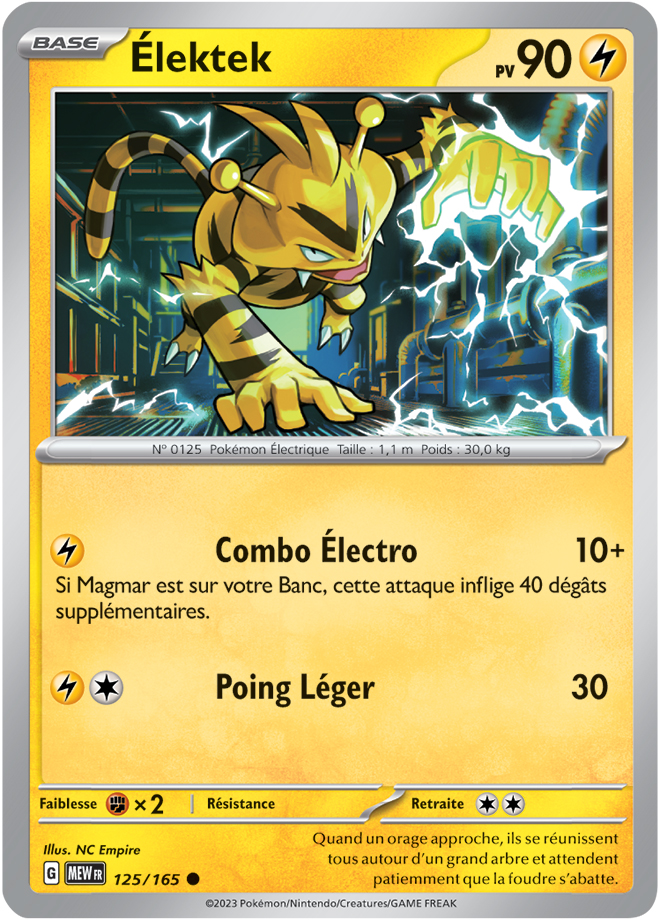 BASE
Élektek
PV 90
N° 0125 Pokémon Électrique Taille : 1,1 m Poids : 30,0 kg
Combo Électro 10+
Si Magmar est sur votre Banc, cette attaque inflige 40 dégâts
supplémentaires.
Poing Léger 30
Faiblesse ×2 Résistance Retraite
Illus. NC Empire
G MEW FR 125/165
Quand un orage approche, ils se réunissent
tous autour d'un grand arbre et attendent
patiemment que la foudre s'abatte.
©2023 Pokémon/Nintendo/Creatures/GAME FREAK